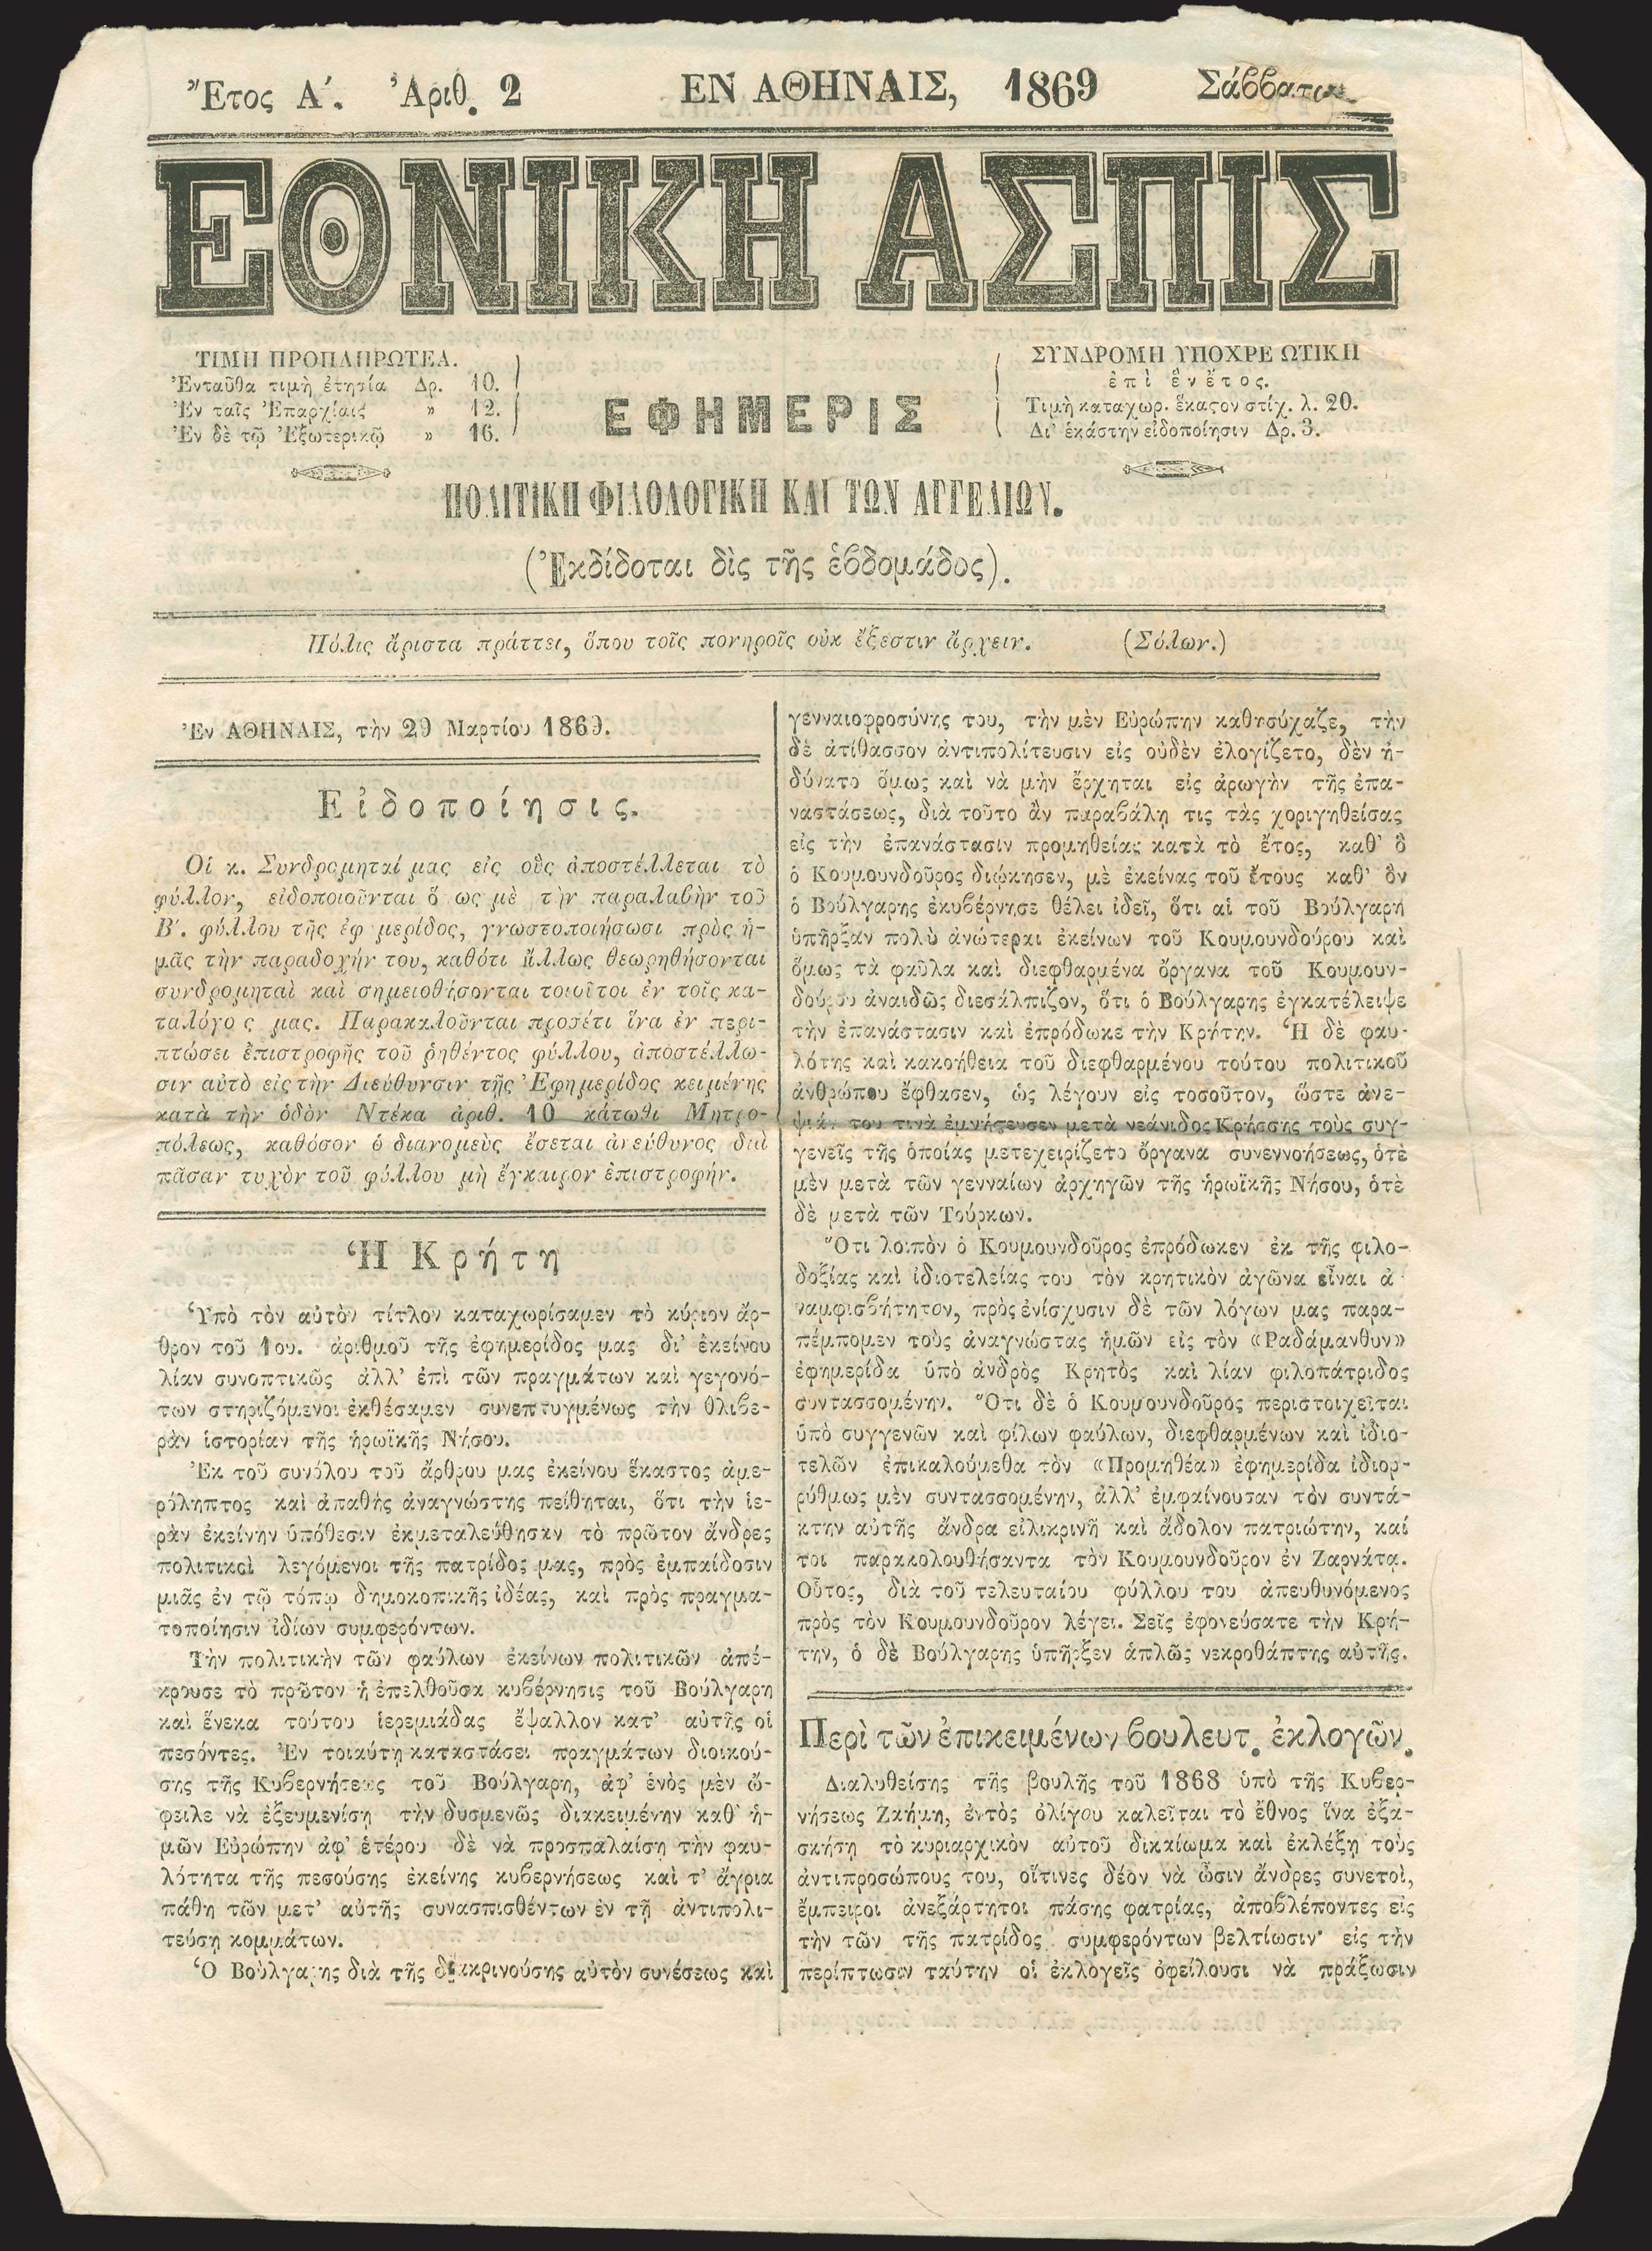 Ἔτος Α΄. Ἀριθ. 2 ΕΝ ΑΘΗΝΑΙΣ, 1869 Σάββατον
ΕΘΝΙΚΗ ΑΣΠΙΣ
ΤΙΜΗ ΠΡΟΠΛΗΡΩΤΕΑ.
Ἐνταῦθα τιμὴ ἐτησία Δρ. 10.
Ἐν ταῖς Ἐπαρχίαις » 12.
Ἐν δὲ τῷ Ἐξωτερικῷ » 16.
ΕΦΗΜΕΡΙΣ
ΣΥΝΔΡΟΜΗ ΥΠΟΧΡΕ ΩΤΙΚΗ
ἐπὶ ἓν ἔτος.
Τιμὴ καταχωρ. ἕκαστον στίχ. λ. 20.
Δι' ἑκάστην εἰδοποίησιν Δρ. 3.
ΠΟΛΙΤΙΚΗ ΦΙΛΟΛΟΓΙΚΗ ΚΑΙ ΤΩΝ ΑΓΓΕΛΙΩΝ.
(Ἐκδίδοται δὶς τῆς ἑβδομάδος).
Πόλις ἄριστα πράττει, ὅπου τοῖς πονηροῖς οὐκ ἔξεστιν ἄρχειν. (Σόλων.)
Ἐν ΑΘΗΝΑΙΣ, τὴν 29 Μαρτίου 1869.
Εἰδοποίησις.
Οἱ κ. Συνδρομηταί μας εἰς οὓς ἀποστέλλεται τὸ
φύλλον, εἰδοποιοῦνται ὅ ως μὲ τὴν παραλαβὴν τοῦ
Β΄. φύλλου τῆς ἐφ μερίδος, γνωστοποιήσωσι πρὸς ἡ-
μᾶς τὴν παραδοχήν του, καθότι ἄλλως θεωρηθήσονται
συνδρομηταὶ καὶ σημειοθήσονται τοιοῦτοι ἐν τοῖς κα-
ταλόγο ς μας. Παρακαλοῦνται προσέτι ἵνα ἐν περι-
πτώσει ἐπιστροφῆς τοῦ ῥηθέντος φύλλου, ἀποστέλλω-
σιν αὐτὸ εἰς τὴν Διεύθυνσιν τῆς Ἐφημερίδος κειμένης
κατὰ τὴν ὁδὸν Ντέκα ἀριθ. 10 κάτωθι Μητρο-
πόλεως, καθόσον ὁ διανομεὺς ἔσεται ἀνεύθυνος διὰ
πᾶσαν τυχὸν τοῦ φύλλου μὴ ἔγκαιρον ἐπιστροφήν.
Ἡ Κρήτη
Ὑπὸ τὸν αὐτὸν τίτλον καταχωρίσαμεν τὸ κύριον ἄρ-
θρον τοῦ 1ου. ἀριθμοῦ τῆς ἐφημερίδος μας δι' ἐκείνου
λίαν συνοπτικῶς ἀλλ' ἐπὶ τῶν πραγμάτων καὶ γεγονό-
των στηριζόμενοι ἐκθέσαμεν συνεπτυγμένως τὴν θλιβε-
ρὰν ἱστορίαν τῆς ἡρωϊκῆς Νήσου.
Ἐκ τοῦ συνόλου τοῦ ἄρθρου μας ἐκείνου ἕκαστος ἀμε-
ρόληπτος καὶ ἀπαθὴς ἀναγνώστης πείθηται, ὅτι τὴν ἱε-
ρὰν ἐκείνην ὑπόθεσιν ἐκμεταλεύθησαν τὸ πρῶτον ἄνδρες
πολιτικοὶ λεγόμενοι τῆς πατρίδος μας, πρὸς ἐμπαίδοσιν
μιᾶς ἐν τῷ τόπῳ δημοκοπικῆς ἰδέας, καὶ πρὸς πραγμα-
τοποίησιν ἰδίων συμφερόντων.
Τὴν πολιτικὴν τῶν φαύλων ἐκείνων πολιτικῶν ἀπέ-
κρουσε τὸ πρῶτον ἡ ἐπελθοῦσα κυβέρνησις τοῦ Βούλγαρη
καὶ ἕνεκα τούτου ἱερεμιάδας ἔψαλλον κατ' αὐτῆς οἱ
πεσόντες. Ἐν τοιαύτῃ καταστάσει πραγμάτων διοικού-
σης τῆς Κυβερνήσεως τοῦ Βούλγαρη, ἀφ' ἑνὸς μὲν ὤ-
φειλε νὰ ἐξευμενίσῃ τὴν δυσμενῶς διακειμένην καθ' ἡ-
μῶν Εὐρώπην ἀφ' ἑτέρου δὲ νὰ προσπαλαίσῃ τὴν φαυ-
λότητα τῆς πεσούσης ἐκείνης κυβερνήσεως καὶ τ' ἄγρια
πάθη τῶν μετ' αὐτῆς συνασπισθέντων ἐν τῇ ἀντιπολι-
τεύσῃ κομμάτων.
Ὁ Βούλγαρης διὰ τῆς διακρινούσης αὐτὸν συνέσεως καὶ
γενναιοφροσύνης του, τὴν μὲν Εὐρώπην καθησύχαζε, τὴν
δὲ ἀτίθασσον ἀντιπολίτευσιν εἰς οὐδὲν ἐλογίζετο, δὲν ἠ-
δύνατο ὅμως καὶ νὰ μὴν ἔρχηται εἰς ἀρωγὴν τῆς ἐπα-
ναστάσεως, διὰ τοῦτο ἂν παραβάλῃ τις τὰς χοριγηθείσας
εἰς τὴν ἐπανάστασιν προμηθείας κατὰ τὸ ἔτος, καθ' ὃ
ὁ Κουμουνδοῦρος διῴκησεν, μὲ ἐκείνας τοῦ ἔτους καθ' ὃν
ὁ Βούλγαρης ἐκυβέρνησε θέλει ἰδεῖ, ὅτι αἱ τοῦ Βούλγαρη
ὑπῆρξαν πολὺ ἀνώτεραι ἐκείνων τοῦ Κουμουνδούρου καὶ
ὅμως τὰ φαῦλα καὶ διεφθαρμένα ὄργανα τοῦ Κουμουν-
δούρου ἀναιδῶς διεσάλπιζον, ὅτι ὁ Βούλγαρης ἐγκατέλειψε
τὴν ἐπανάστασιν καὶ ἐπρόδωκε τὴν Κρήτην. Ἡ δὲ φαυ-
λότης καὶ κακοήθεια τοῦ διεφθαρμένου τούτου πολιτικοῦ
ἀνθρώπου ἔφθασεν, ὡς λέγουν εἰς τοσοῦτον, ὥστε ἀνε-
ψιάν του τινὰ ἐμνήστευσεν μετὰ νεάνιδος Κρήσσης τοὺς συγ-
γενεῖς τῆς ὁποίας μετεχειρίζετο ὄργανα συνεννοήσεως, ὁτὲ
μὲν μετὰ τῶν γενναίων ἀρχηγῶν τῆς ἡρωϊκῆς Νήσου, ὁτὲ
δὲ μετὰ τῶν Τούρκων.
Ὅτι λοιπὸν ὁ Κουμουνδοῦρος ἐπρόδωκεν ἐκ τῆς φιλο-
δοξίας καὶ ἰδιοτελείας του τὸν κρητικὸν ἀγῶνα εἶναι ἀ-
ναμφισβήτητον, πρὸς ἐνίσχυσιν δὲ τῶν λόγων μας παρα-
πέμπομεν τοὺς ἀναγνώστας ἡμῶν εἰς τὸν «Ραδάμανθυν»
ἐφημερίδα ὑπὸ ἀνδρὸς Κρητὸς καὶ λίαν φιλοπάτριδος
συντασσομένην. Ὅτι δὲ ὁ Κουμουνδοῦρος περιστοιχεῖται
ὑπὸ συγγενῶν καὶ φίλων φαύλων, διεφθαρμένων καὶ ἰδιο-
τελῶν ἐπικαλούμεθα τὸν «Προμηθέα» ἐφημερίδα ἰδιορ-
ρύθμως μὲν συντασσομένην, ἀλλ' ἐμφαίνουσαν τὸν συντά-
κτην αὐτῆς ἄνδρα εἰλικρινῆ καὶ ἄδολον πατριώτην, καί
τοι παρακολουθήσαντα τὸν Κουμουνδοῦρον ἐν Ζαρνάτᾳ.
Οὗτος, διὰ τοῦ τελευταίου φύλλου του ἀπευθυνόμενος
πρὸς τὸν Κουμουνδοῦρον λέγει. Σεῖς ἐφονεύσατε τὴν Κρή-
την, ὁ δὲ Βούλγαρης ὑπῆρξεν ἁπλῶς νεκροθάπτης αὐτῆς.
Περὶ τῶν ἐπικειμένων βουλευτ. ἐκλογῶν.
Διαλυθείσης τῆς βουλῆς τοῦ 1868 ὑπὸ τῆς Κυβερ-
νήσεως Ζαήμη, ἐντὸς ὀλίγου καλεῖται τὸ ἔθνος ἵνα ἐξα-
σκήσῃ τὸ κυριαρχικὸν αὐτοῦ δικαίωμα καὶ ἐκλέξῃ τοὺς
ἀντιπροσώπους του, οἵτινες δέον νὰ ὦσιν ἄνδρες συνετοὶ,
ἔμπειροι ἀνεξάρτητοι πάσης φατρίας, ἀποβλέποντες εἰς
τὴν τῶν τῆς πατρίδος συμφερόντων βελτίωσιν· εἰς τὴν
περίπτωσιν ταύτην οἱ ἐκλογεῖς ὀφείλουσι νὰ πράξωσιν